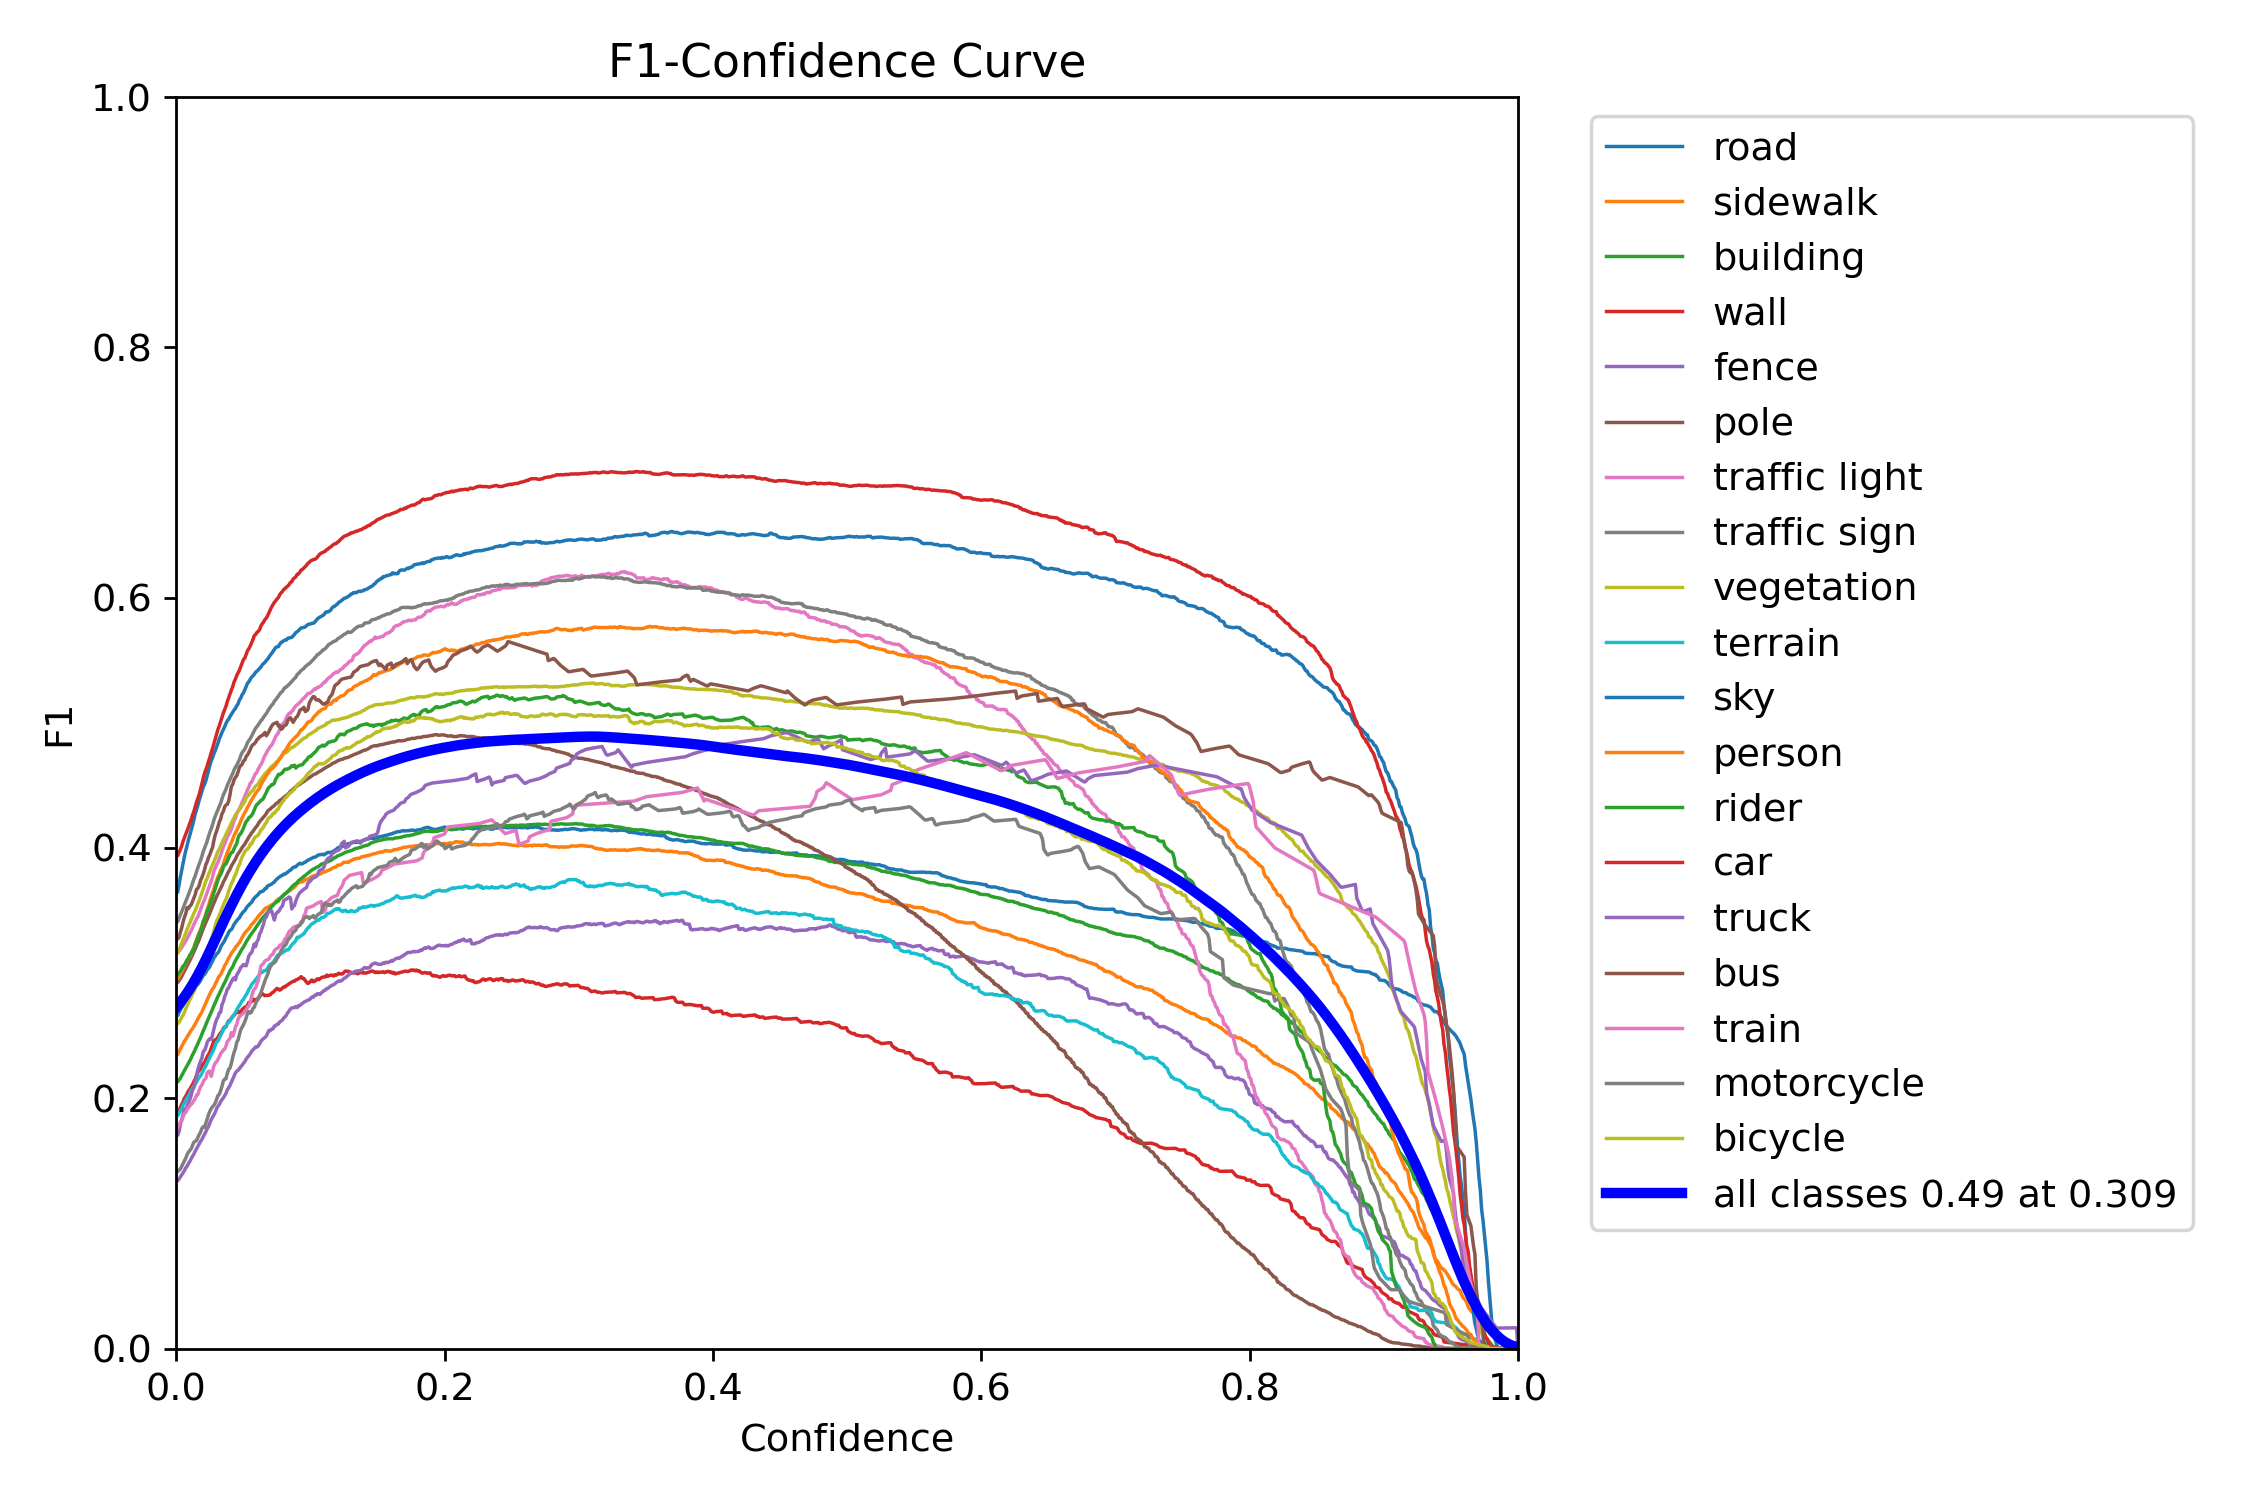 F1-Confidence Curve
1.0
0.8
0.6
0.4
0.2
0.0
F1
0.0 0.2 0.4 0.6 0.8 1.0
Confidence
road
sidewalk
building
wall
fence
pole
traffic light
traffic sign
vegetation
terrain
sky
person
rider
car
truck
bus
train
motorcycle
bicycle
all classes 0.49 at 0.309